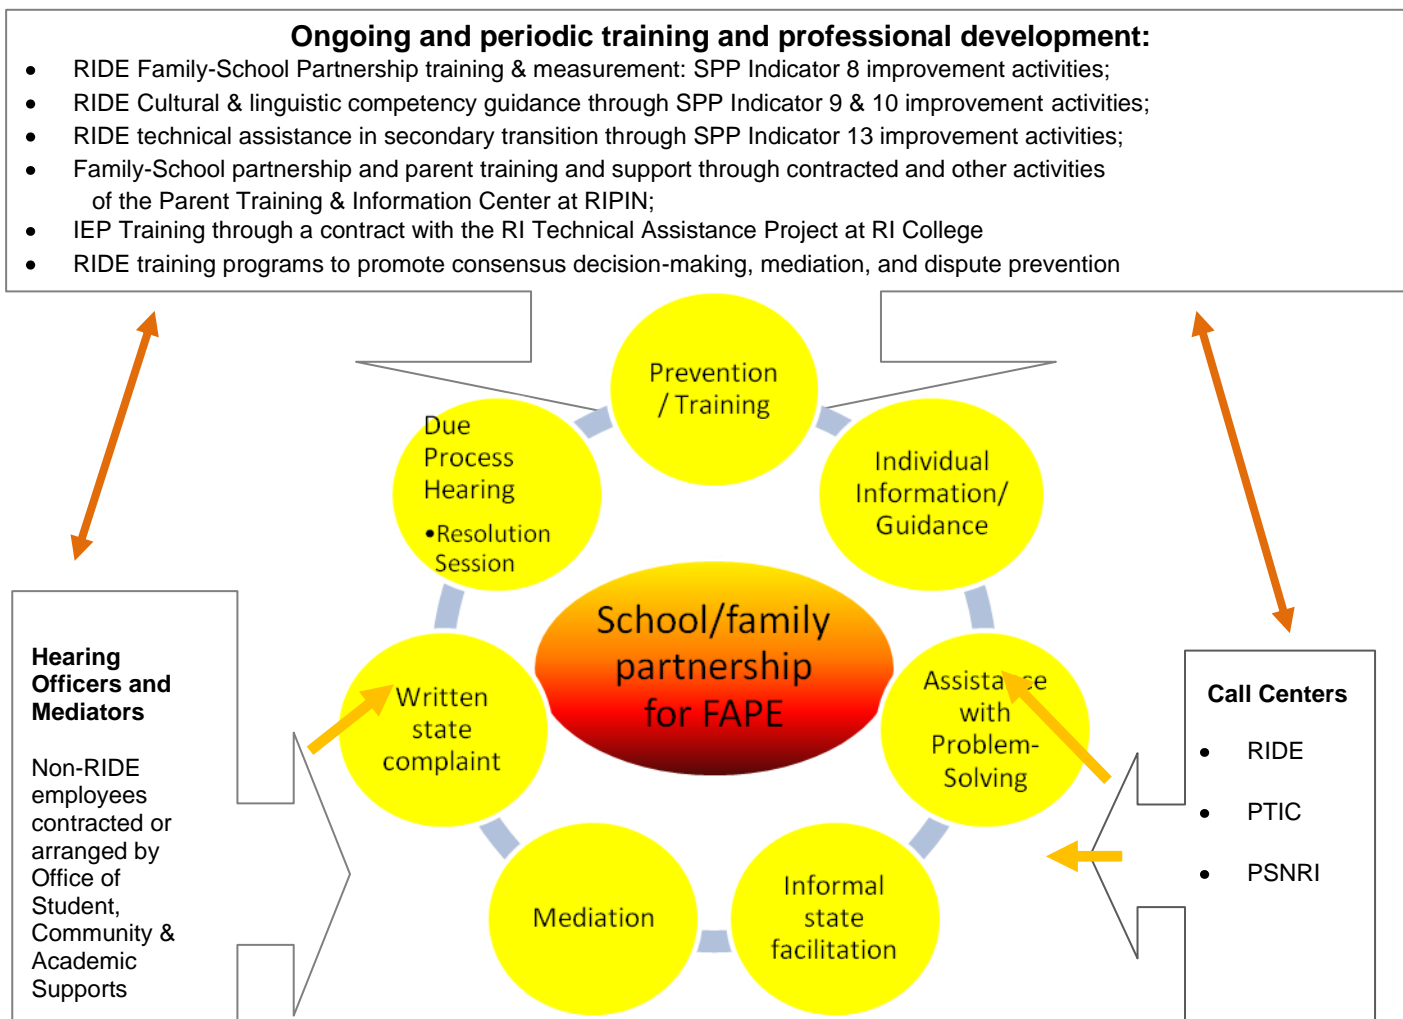 Ongoing and periodic training and professional development:
• RIDE Family-School Partnership training & measurement: SPP Indicator 8 improvement activities;
• RIDE Cultural & linguistic competency guidance through SPP Indicator 9 & 10 improvement activities;
• RIDE technical assistance in secondary transition through SPP Indicator 13 improvement activities;
• Family-School partnership and parent training and support through contracted and other activities
of the Parent Training & Information Center at RIPIN;
• IEP Training through a contract with the RI Technical Assistance Project at RI College
• RIDE training programs to promote consensus decision-making, mediation, and dispute prevention
Prevention
/ Training
Individual
Information/
Guidance
Assistance
with
Problem-
Solving
Informal
state
facilitation
Mediation
Written
state
complaint
Due
Process
Hearing
•Resolution
Session
School/family
partnership
for FAPE
Hearing
Officers and
Mediators
Non-RIDE
employees
contracted or
arranged by
Office of
Student,
Community &
Academic
Supports
Call Centers
• RIDE
• PTIC
• PSNRI